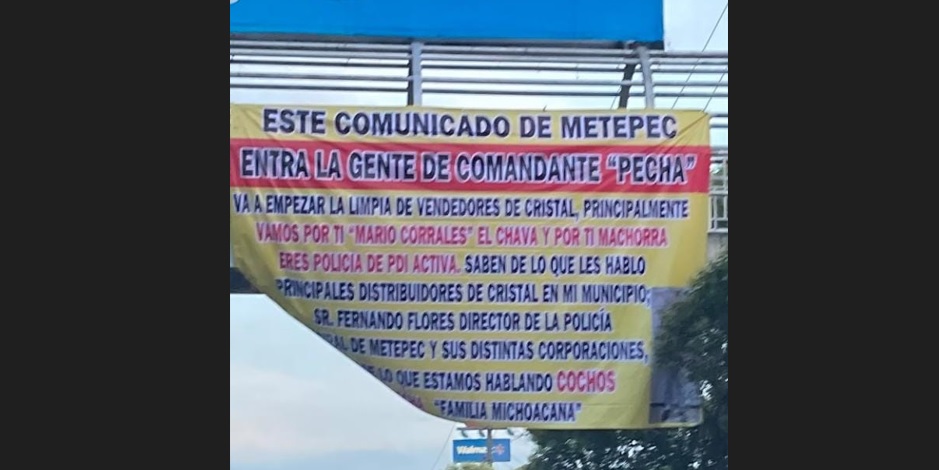 ESTE COMUNICADO DE METEPEC
ENTRA LA GENTE DE COMANDANTE "PECHA"
VA A EMPEZAR LA LIMPIA DE VENDEDORES DE CRISTAL, PRINCIPALMENTE
VAMOS POR TI "MARIO CORRALES" EL CHAVA Y POR TI MACHORRA
ERES POLICÍA DE PDI ACTIVA. SABEN DE LO QUE LES HABLO
PRINCIPALES DISTRIBUIDORES DE CRISTAL EN MI MUNICIPIO;
SR. FERNANDO FLORES DIRECTOR DE LA POLICÍA
DE METEPEC Y SUS DISTINTAS CORPORACIONES,
LO QUE ESTAMOS HABLANDO COCHOS
"FAMILIA MICHOACANA"
Walmart